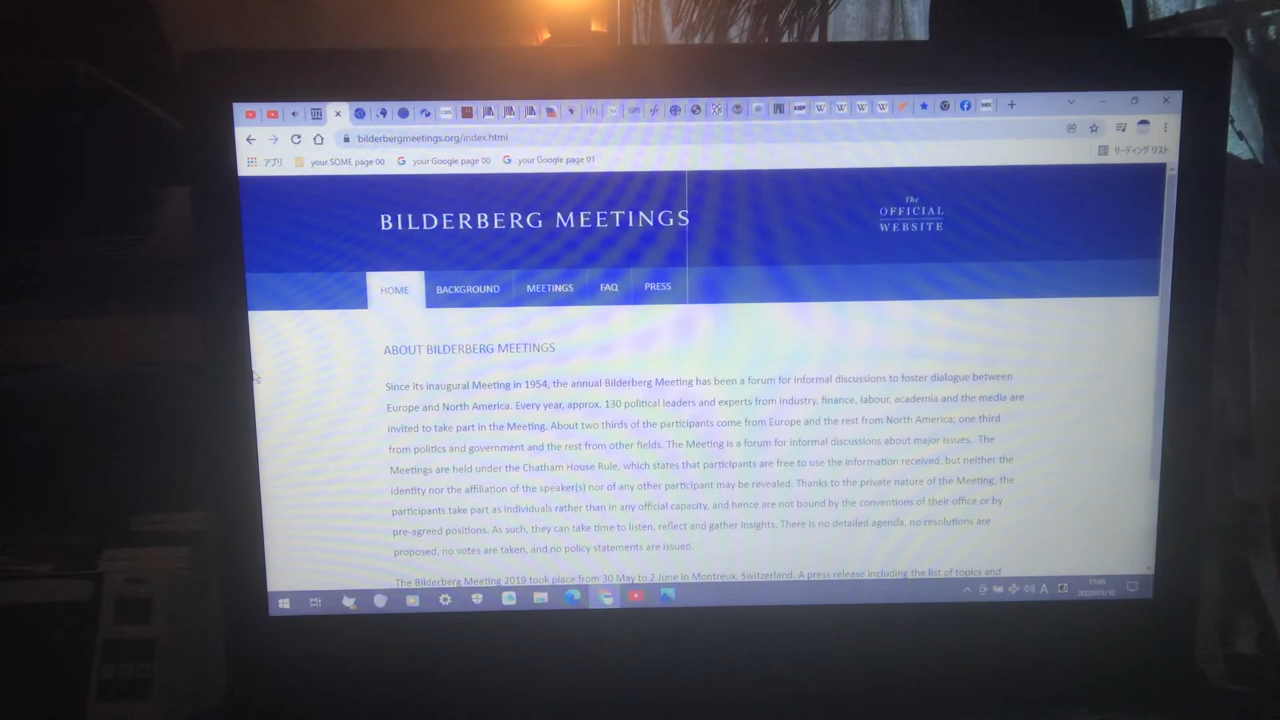 bilderbergmeetings.org/index.html
アプリ your SOME page 00 your Google page 00 your Google page 01 リーディング リスト
BILDERBERG MEETINGS
The
OFFICIAL
WEBSITE
HOME BACKGROUND MEETINGS FAQ PRESS
ABOUT BILDERBERG MEETINGS
Since its inaugural Meeting in 1954, the annual Bilderberg Meeting has been a forum for informal discussions to foster dialogue between
Europe and North America. Every year, approx. 130 political leaders and experts from industry, finance, labour, academia and the media are
invited to take part in the Meeting. About two thirds of the participants come from Europe and the rest from North America; one third
from politics and government and the rest from other fields. The Meeting is a forum for informal discussions about major issues. The
Meetings are held under the Chatham House Rule, which states that participants are free to use the information received, but neither the
identity nor the affiliation of the speaker(s) nor of any other participant may be revealed. Thanks to the private nature of the Meeting, the
participants take part as individuals rather than in any official capacity, and hence are not bound by the conventions of their office or by
pre-agreed positions. As such, they can take time to listen, reflect and gather insights. There is no detailed agenda, no resolutions are
proposed, no votes are taken, and no policy statements are issued.
The Bilderberg Meeting 2019 took place from 30 May to 2 June in Montreux, Switzerland. A press release including the list of topics and
A 17:45
2022/01/12